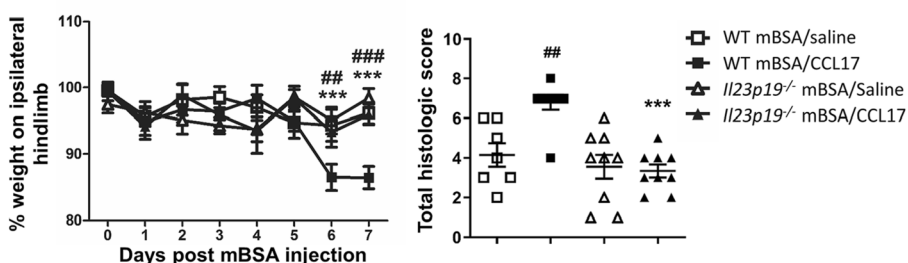 % weight on ipsilateral
hindlimb
110
100
90
80
##
***
###
***
0 1 2 3 4 5 6 7
Days post mBSA injection
Total histologic score
10
8
6
4
2
0
##
***
WT mBSA/saline
WT mBSA/CCL17
Il23p19-/- mBSA/Saline
Il23p19-/- mBSA/CCL17